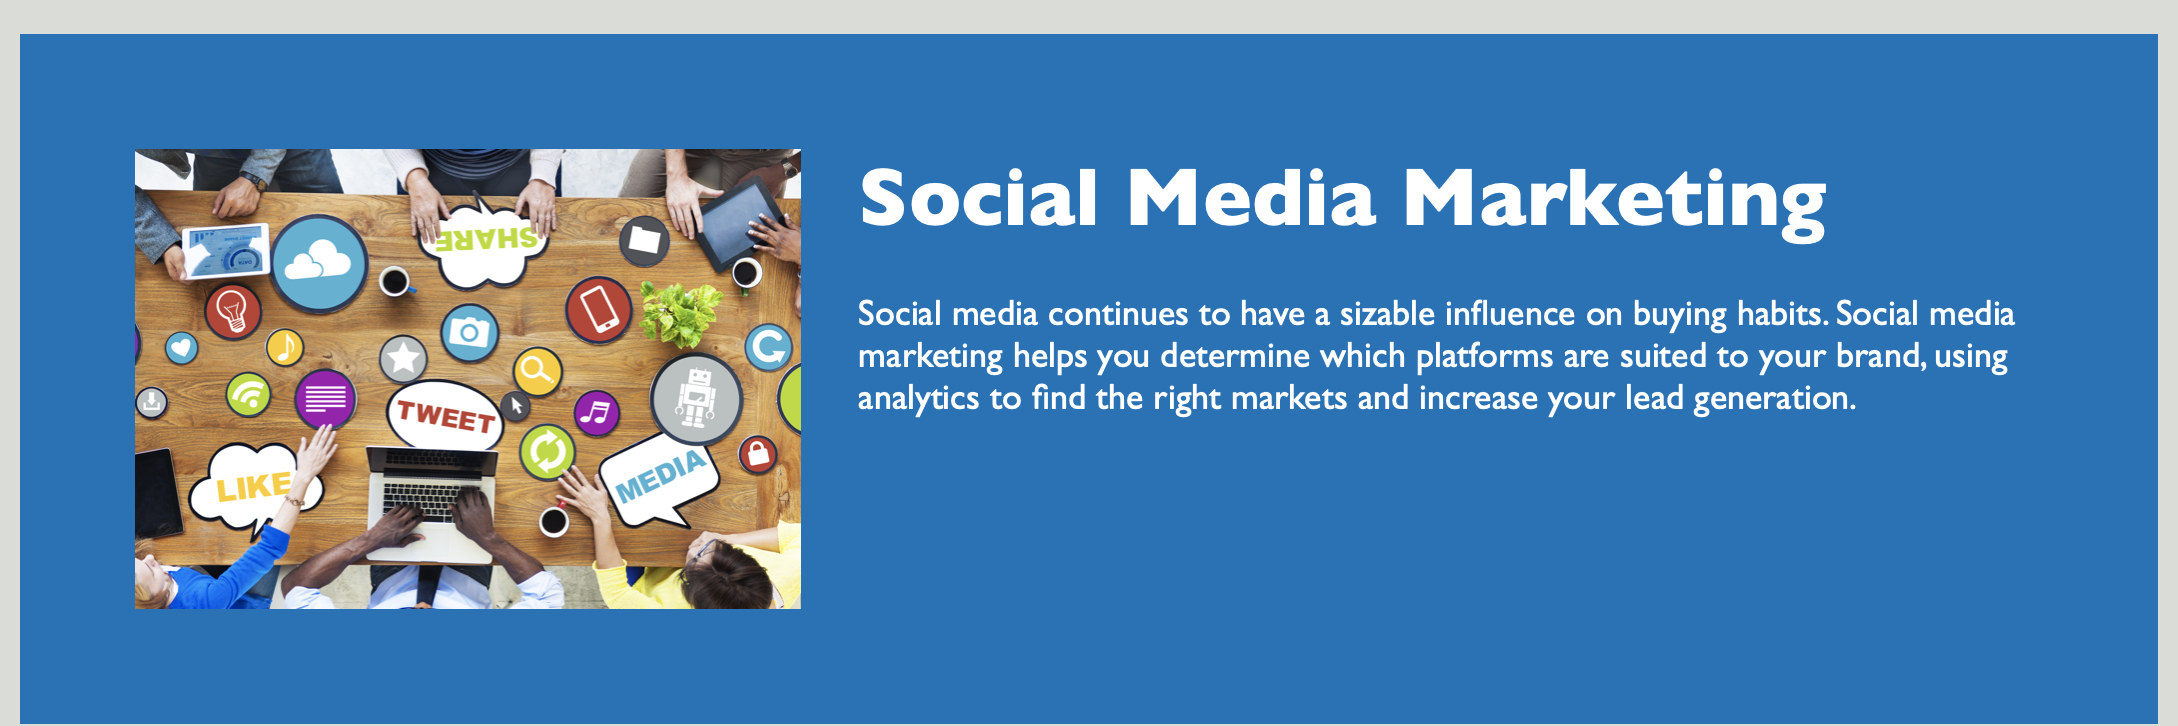 Social Media Marketing
Social media continues to have a sizable influence on buying habits. Social media
marketing helps you determine which platforms are suited to your brand, using
analytics to find the right markets and increase your lead generation.
SHARE
TWEET
LIKE
MEDIA